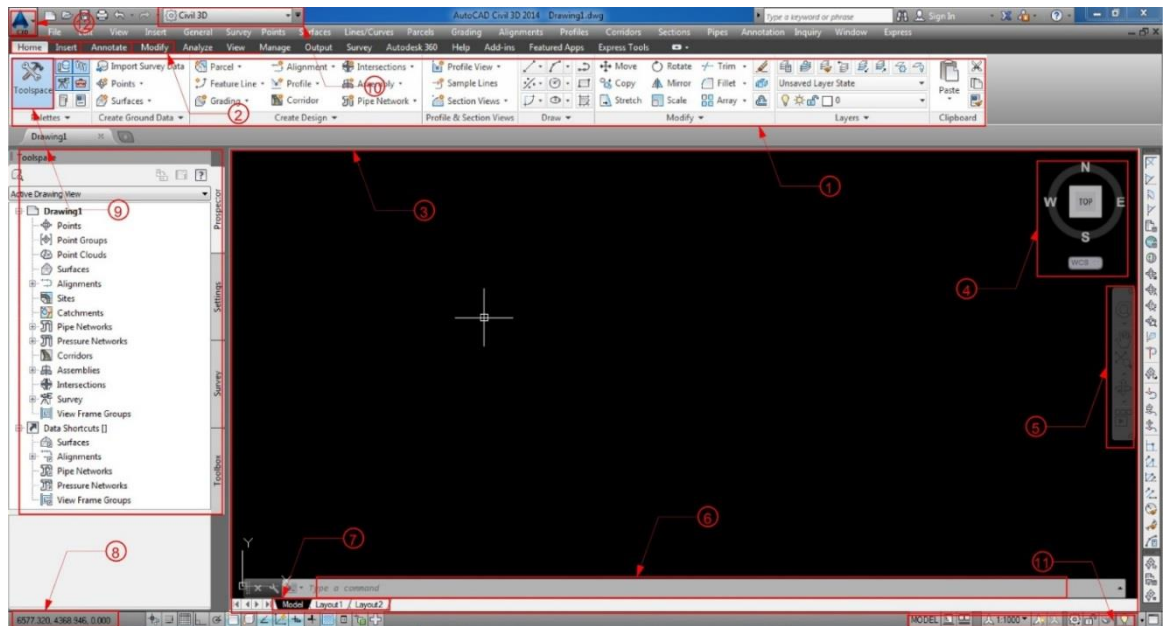 Civil 3D AutoCAD Civil 3D 2014 Drawing1.dwg Type a keyword or phrase Sign In
File View Insert General Survey Points Lines/Curves Parcels Grading Alignments Profiles Corridors Sections Pipes Annotation Inquiry Window Express
Home Insert Annotate Modify Analyze View Manage Output Survey Autodesk 360 Help Add-ins Featured Apps Express Tools
Toolspace
Import Survey Data
Points
Surfaces
Parcel
Feature Line
Grading
Alignment
Profile
Corridor
Intersections
Assembly
Pipe Network
Profile View
Sample Lines
Section Views
Move Rotate Trim
Copy Mirror Fillet
Stretch Scale Array
Unsaved Layer State
0
Paste
Palettes Create Ground Data Create Design Profile & Section Views Draw Modify Layers Clipboard
12
10
2
1
Drawing1
Toolspace
Active Drawing View
Drawing1
Points
Point Groups
Point Clouds
Surfaces
Alignments
Sites
Catchments
Pipe Networks
Pressure Networks
Corridors
Assemblies
Intersections
Survey
View Frame Groups
Data Shortcuts []
Surfaces
Alignments
Pipe Networks
Pressure Networks
View Frame Groups
Prospector
Settings
Survey
Toolbox
9
3
N
W TOP E
S
WCS
4
5
6
7
8
11
Y
X
Type a command
Model Layout1 Layout2
6577.320, 4368.946, 0.000 MODEL 1:1000